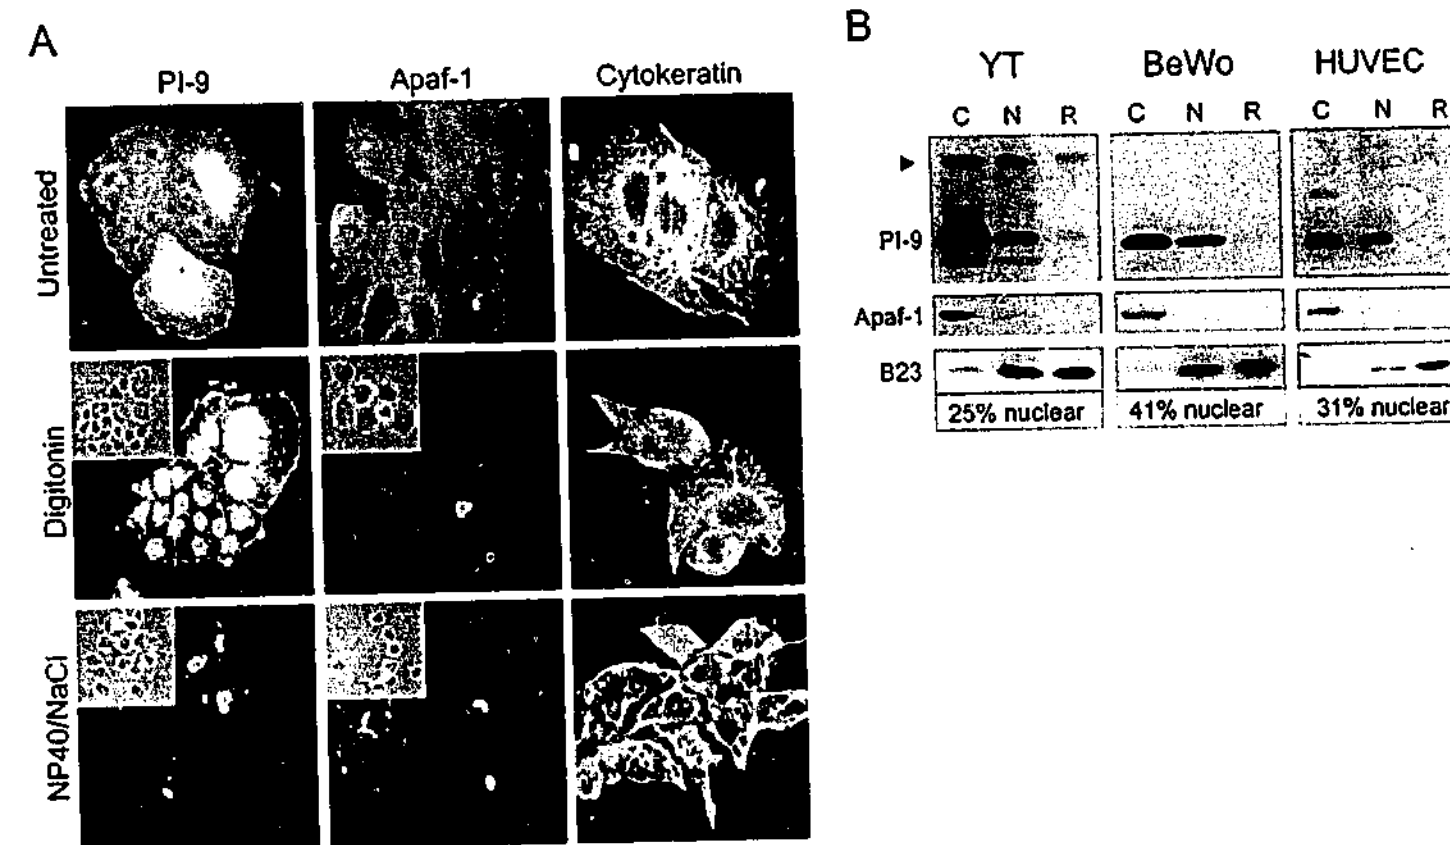 A
PI-9 Apaf-1 Cytokeratin
Untreated
Digitonin
NP40/NaCl
B
YT BeWo HUVEC
C N R C N R C N R
PI-9
Apaf-1
B23
25% nuclear 41% nuclear 31% nuclear